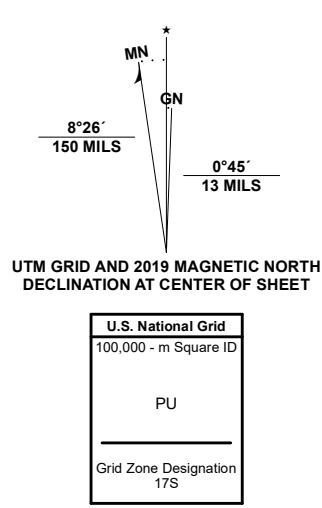 MN
GN
8°26´
150 MILS
0°45´
13 MILS
UTM GRID AND 2019 MAGNETIC NORTH
DECLINATION AT CENTER OF SHEET
U.S. National Grid
100,000 - m Square ID
PU
Grid Zone Designation
17S